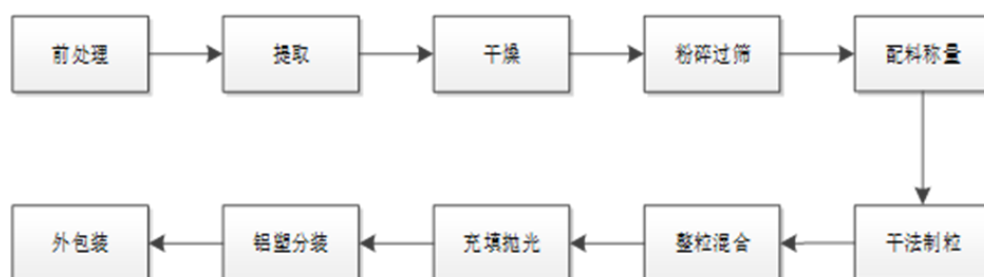 前处理
提取
干燥
粉碎过筛
配料称量
干法制粒
整粒混合
充填抛光
铝塑分装
外包装